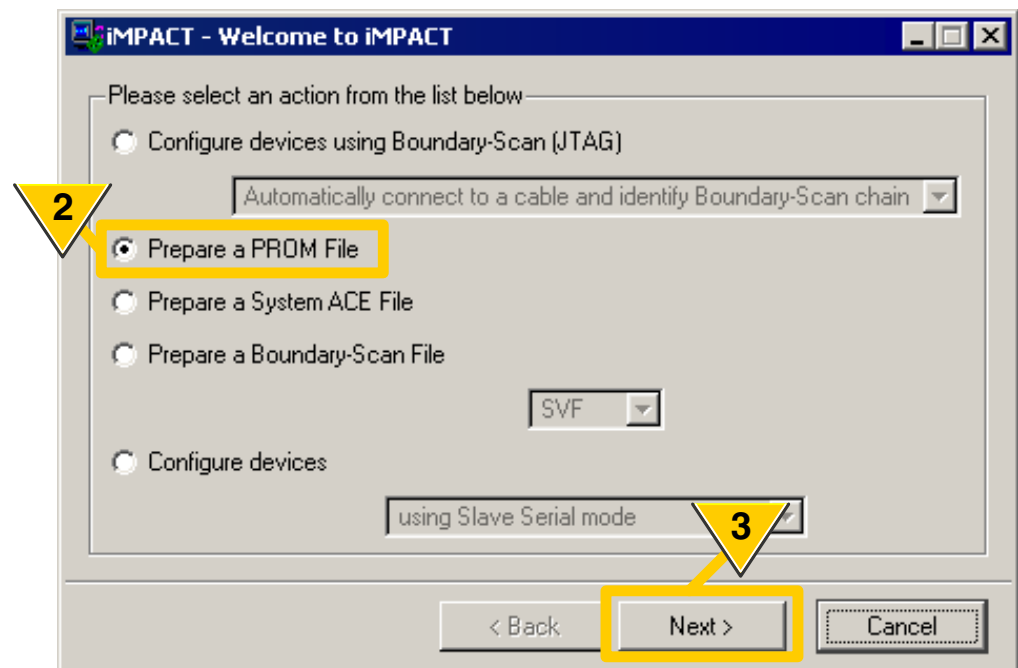 iMPACT - Welcome to iMPACT
Please select an action from the list below
Configure devices using Boundary-Scan (JTAG)
Automatically connect to a cable and identify Boundary-Scan chain
2
Prepare a PROM File
Prepare a System ACE File
Prepare a Boundary-Scan File
SVF
Configure devices
using Slave Serial mode
3
< Back
Next >
Cancel